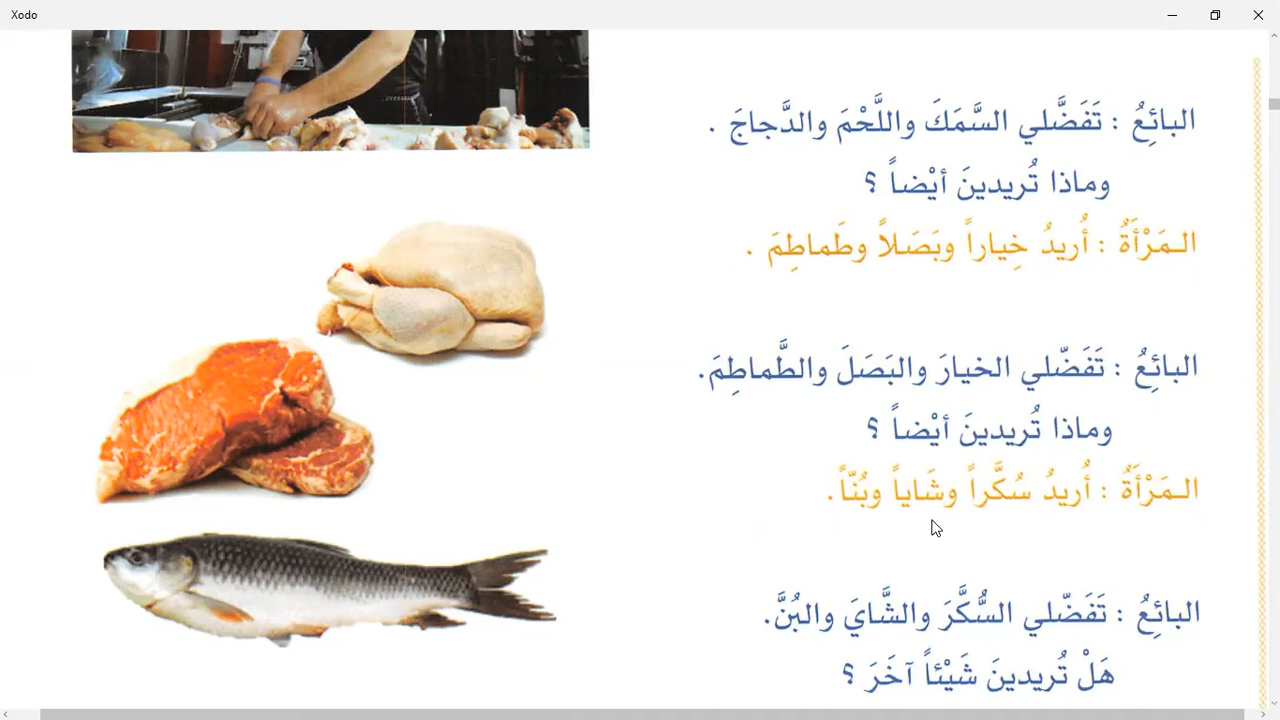 Xodo
البائِعُ : تَفَضَّلي السَّمَكَ واللَّحْمَ والدَّجاجَ .
وماذا تُريدينَ أيْضاً ؟
الـمَرْأَةُ : أُريدُ خِياراً وبَصَلاً وطَماطِمَ .
البائِعُ : تَفَضّلي الخيارَ والبَصَلَ والطَّماطِمَ.
وماذا تُريدينَ أيْضاً ؟
الـمَرْأَةُ : أُريدُ سُكَّراً وشَاياً وبُنّاً.
البائِعُ : تَفَضّلي السُّكَّرَ والشَّايَ والبُنَّ.
هَلْ تُريدينَ شَيْئاً آخَرَ ؟